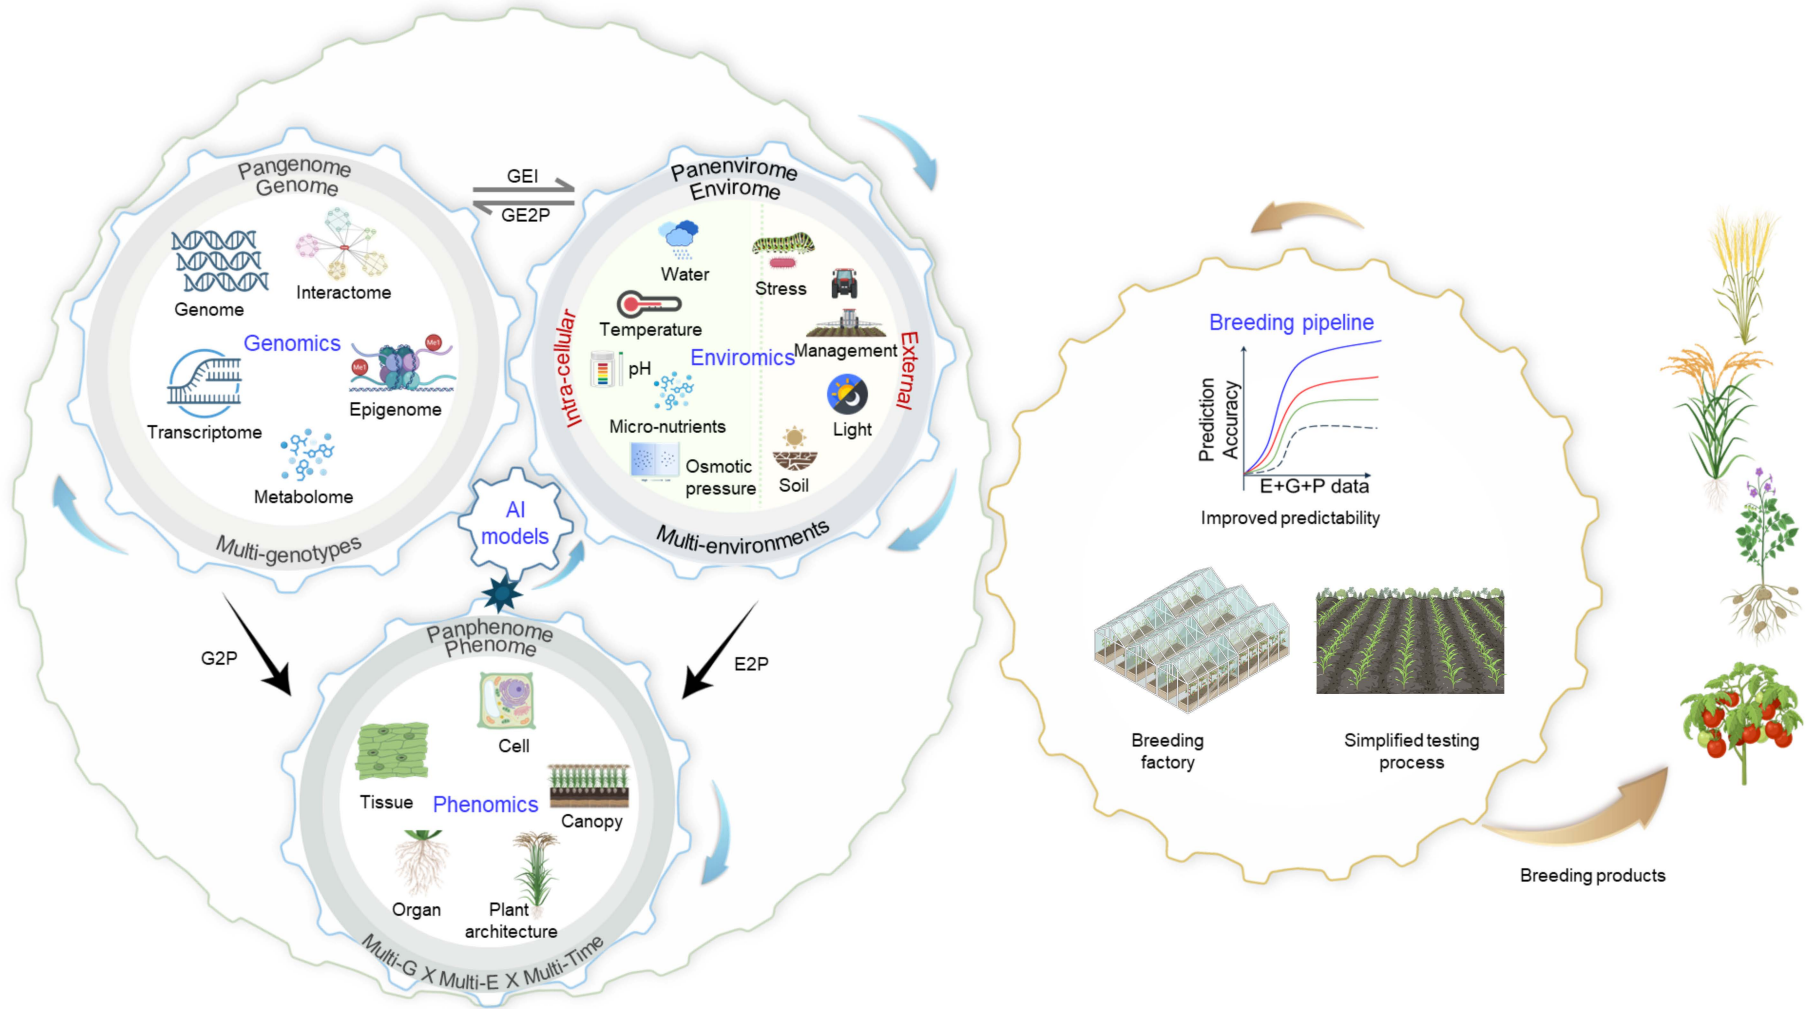 Pangenome
Genome
Genome
Interactome
Genomics
Me1
Me1
Epigenome
Transcriptome
Metabolome
Multi-genotypes
GEI
GE2P
Panenvirome
Envirome
Intra-cellular
External
Water
Stress
Temperature
Management
Enviromics
pH
Micro-nutrients
Light
Osmotic
pressure
Soil
Multi-environments
AI
models
G2P
E2P
Panphenome
Phenome
Cell
Tissue
Phenomics
Canopy
Organ
Plant
architecture
Multi-G X Multi-E X Multi-Time
Breeding pipeline
Prediction
Accuracy
E+G+P data
Improved predictability
Breeding
factory
Simplified testing
process
Breeding products